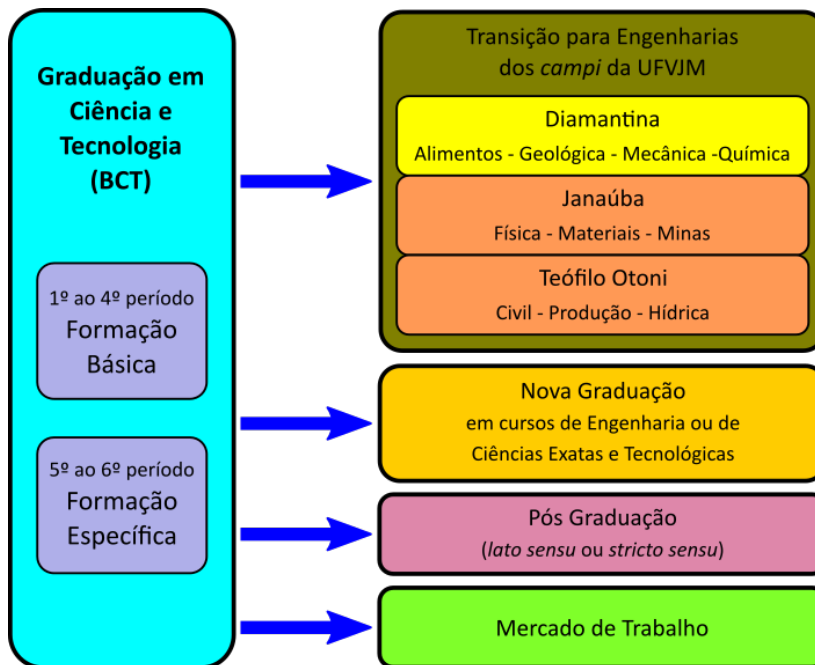 Graduação em
Ciência e
Tecnologia
(BCT)
1º ao 4º período
Formação
Básica
5º ao 6º período
Formação
Específica
Transição para Engenharias
dos campi da UFVJM
Diamantina
Alimentos - Geológica - Mecânica -Química
Janaúba
Física - Materiais - Minas
Teófilo Otoni
Civil - Produção - Hídrica
Nova Graduação
em cursos de Engenharia ou de
Ciências Exatas e Tecnológicas
Pós Graduação
(lato sensu ou stricto sensu)
Mercado de Trabalho